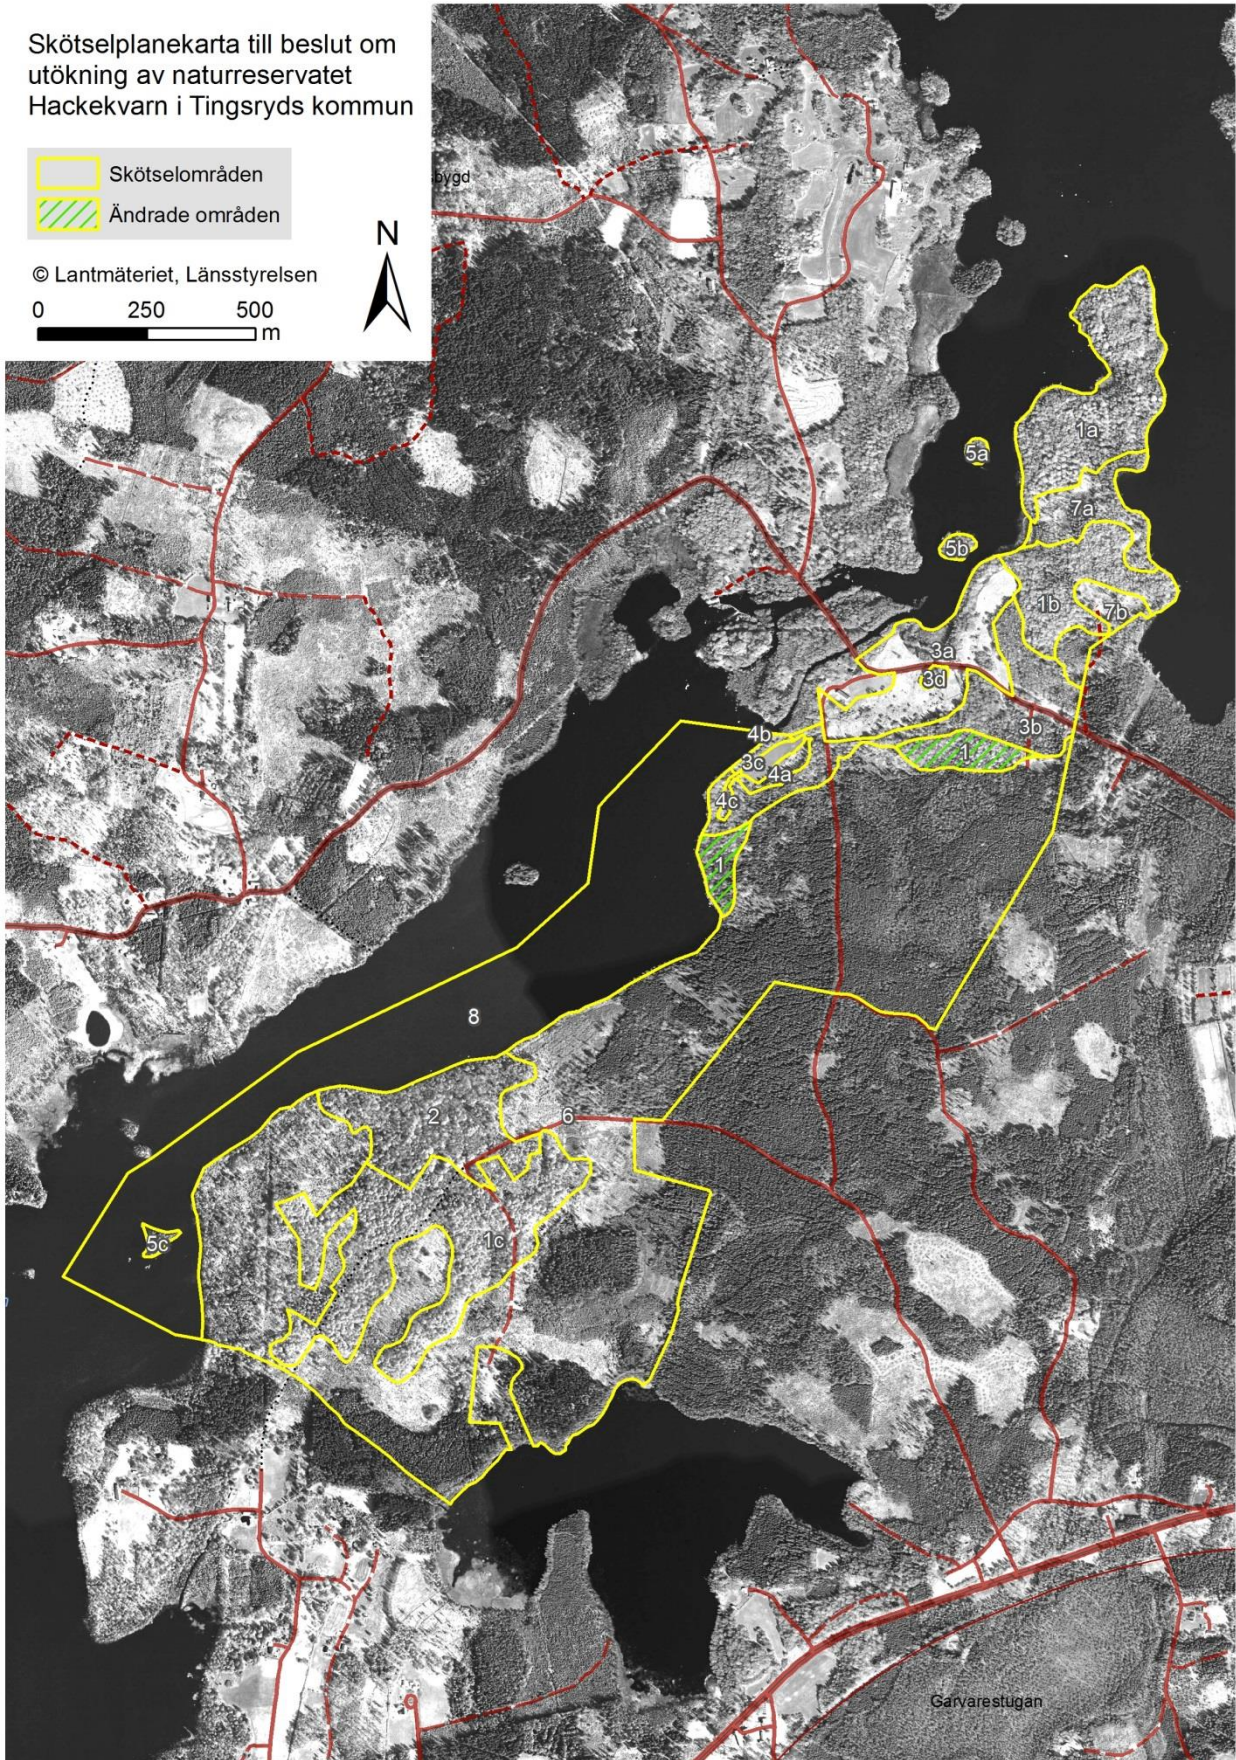 Skötselplanekarta till beslut om
utökning av naturreservatet
Hackekvarn i Tingsryds kommun
Skötselområden
Ändrade områden
N
© Lantmäteriet, Länsstyrelsen
0 250 500
m
bygd
1a
5a
7a
5b
1b
7b
3a
3d
3b
4b
1
3c
4a
4c
1
8
2
6
1c
5c
Garvarestugan